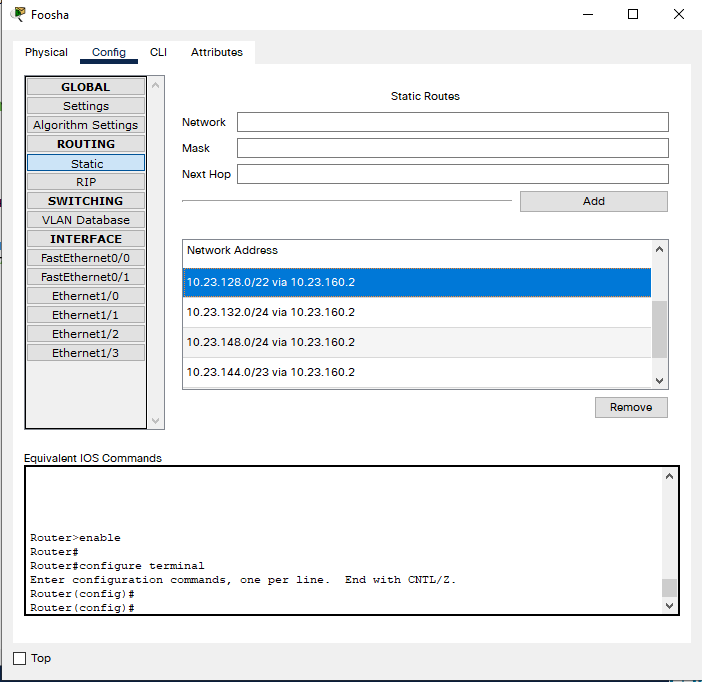 Foosha
Physical Config CLI Attributes
GLOBAL
Settings
Algorithm Settings
ROUTING
Static
RIP
SWITCHING
VLAN Database
INTERFACE
FastEthernet0/0
FastEthernet0/1
Ethernet1/0
Ethernet1/1
Ethernet1/2
Ethernet1/3
Static Routes
Network
Mask
Next Hop
Add
Network Address
10.23.128.0/22 via 10.23.160.2
10.23.132.0/24 via 10.23.160.2
10.23.148.0/24 via 10.23.160.2
10.23.144.0/23 via 10.23.160.2
Remove
Equivalent IOS Commands
Router>enable
Router#
Router#configure terminal
Enter configuration commands, one per line.  End with CNTL/Z.
Router(config)#
Router(config)#
Top